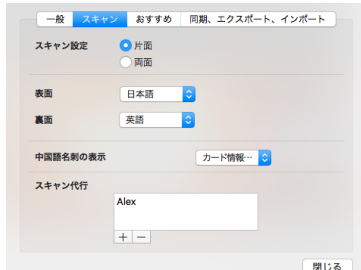 一般 スキャン おすすめ 同期、エクスポート、インポート
スキャン設定 片面
両面
表面 日本語
裏面 英語
中国語名刺の表示 カード情報…
スキャン代行
Alex
+ −
閉じる